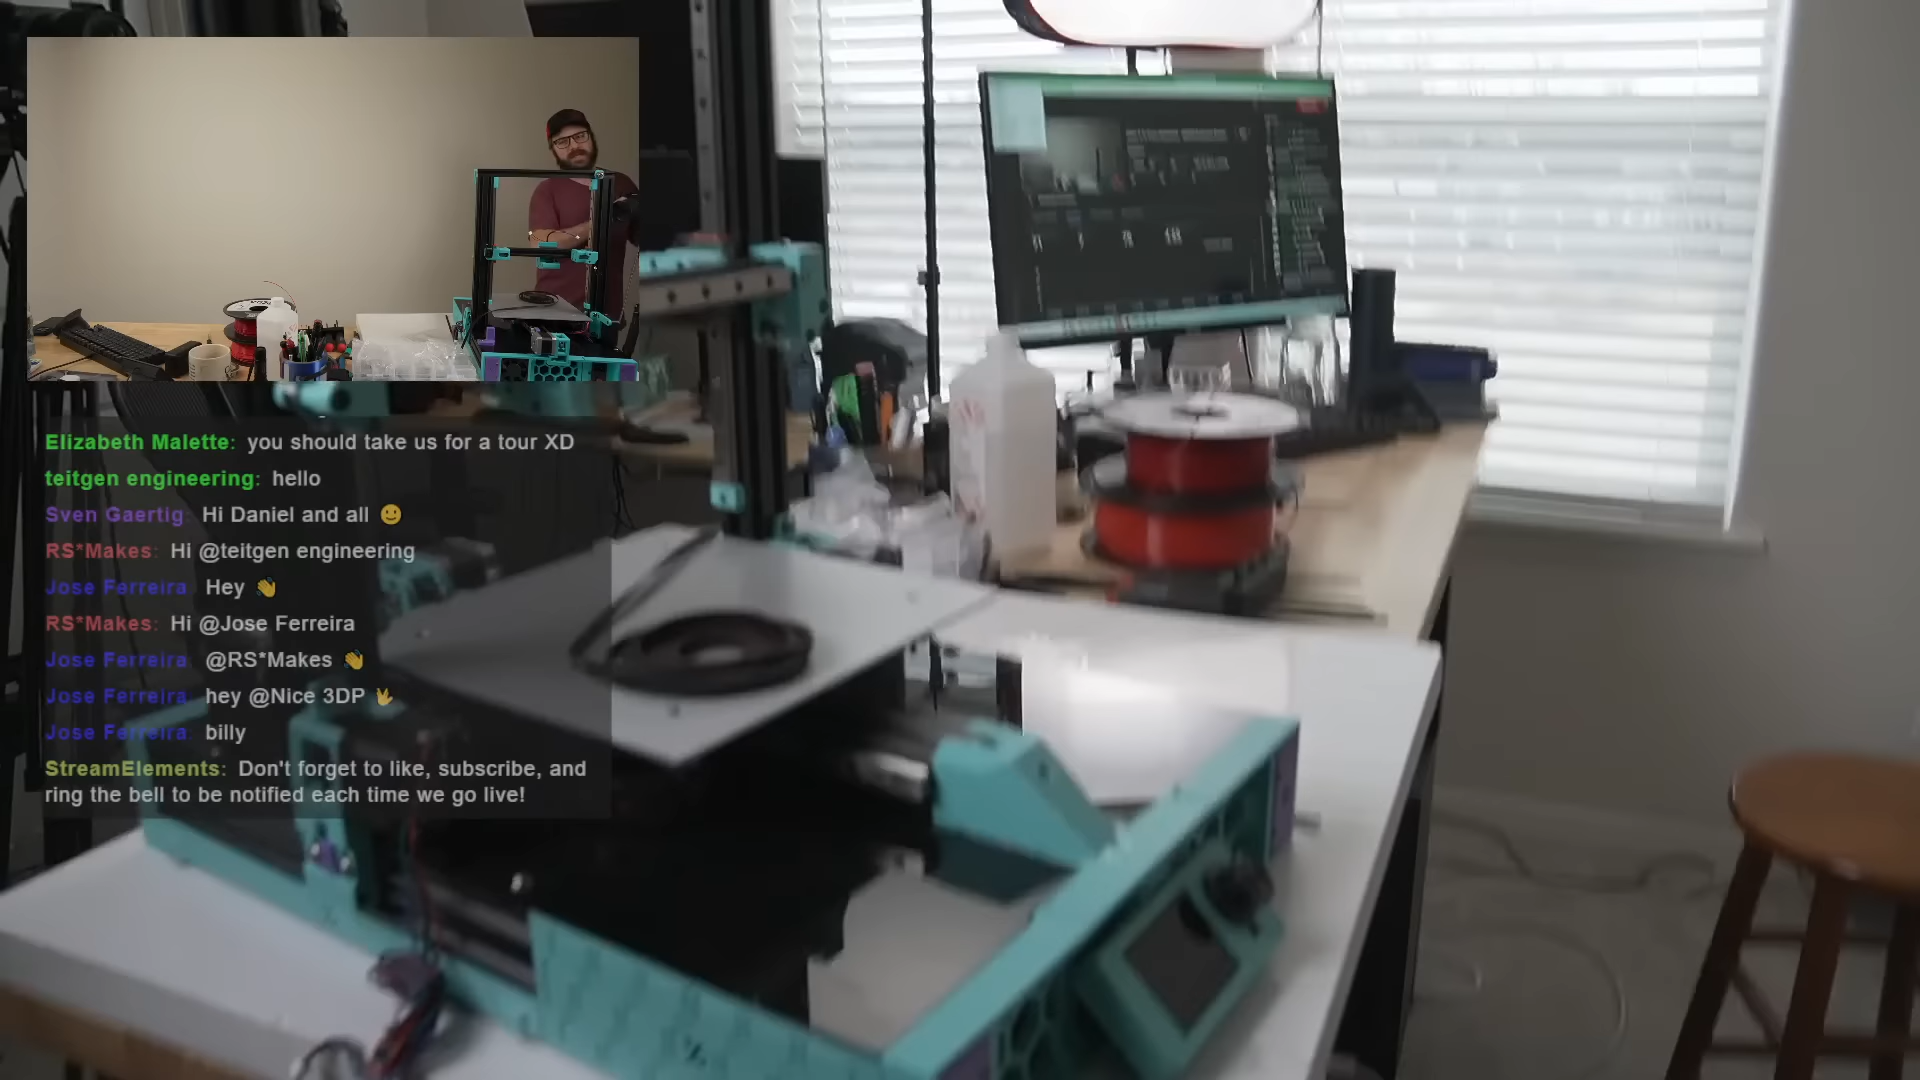 Elizabeth Malette: you should take us for a tour XD
teitgen engineering: hello
Sven Gaertig: Hi Daniel and all 🙂
RS*Makes: Hi @teitgen engineering
Jose Ferreira: Hey 👋
RS*Makes: Hi @Jose Ferreira
Jose Ferreira: @RS*Makes 👋
Jose Ferreira: hey @Nice 3DP 🖖
Jose Ferreira: billy
StreamElements: Don't forget to like, subscribe, and
ring the bell to be notified each time we go live!